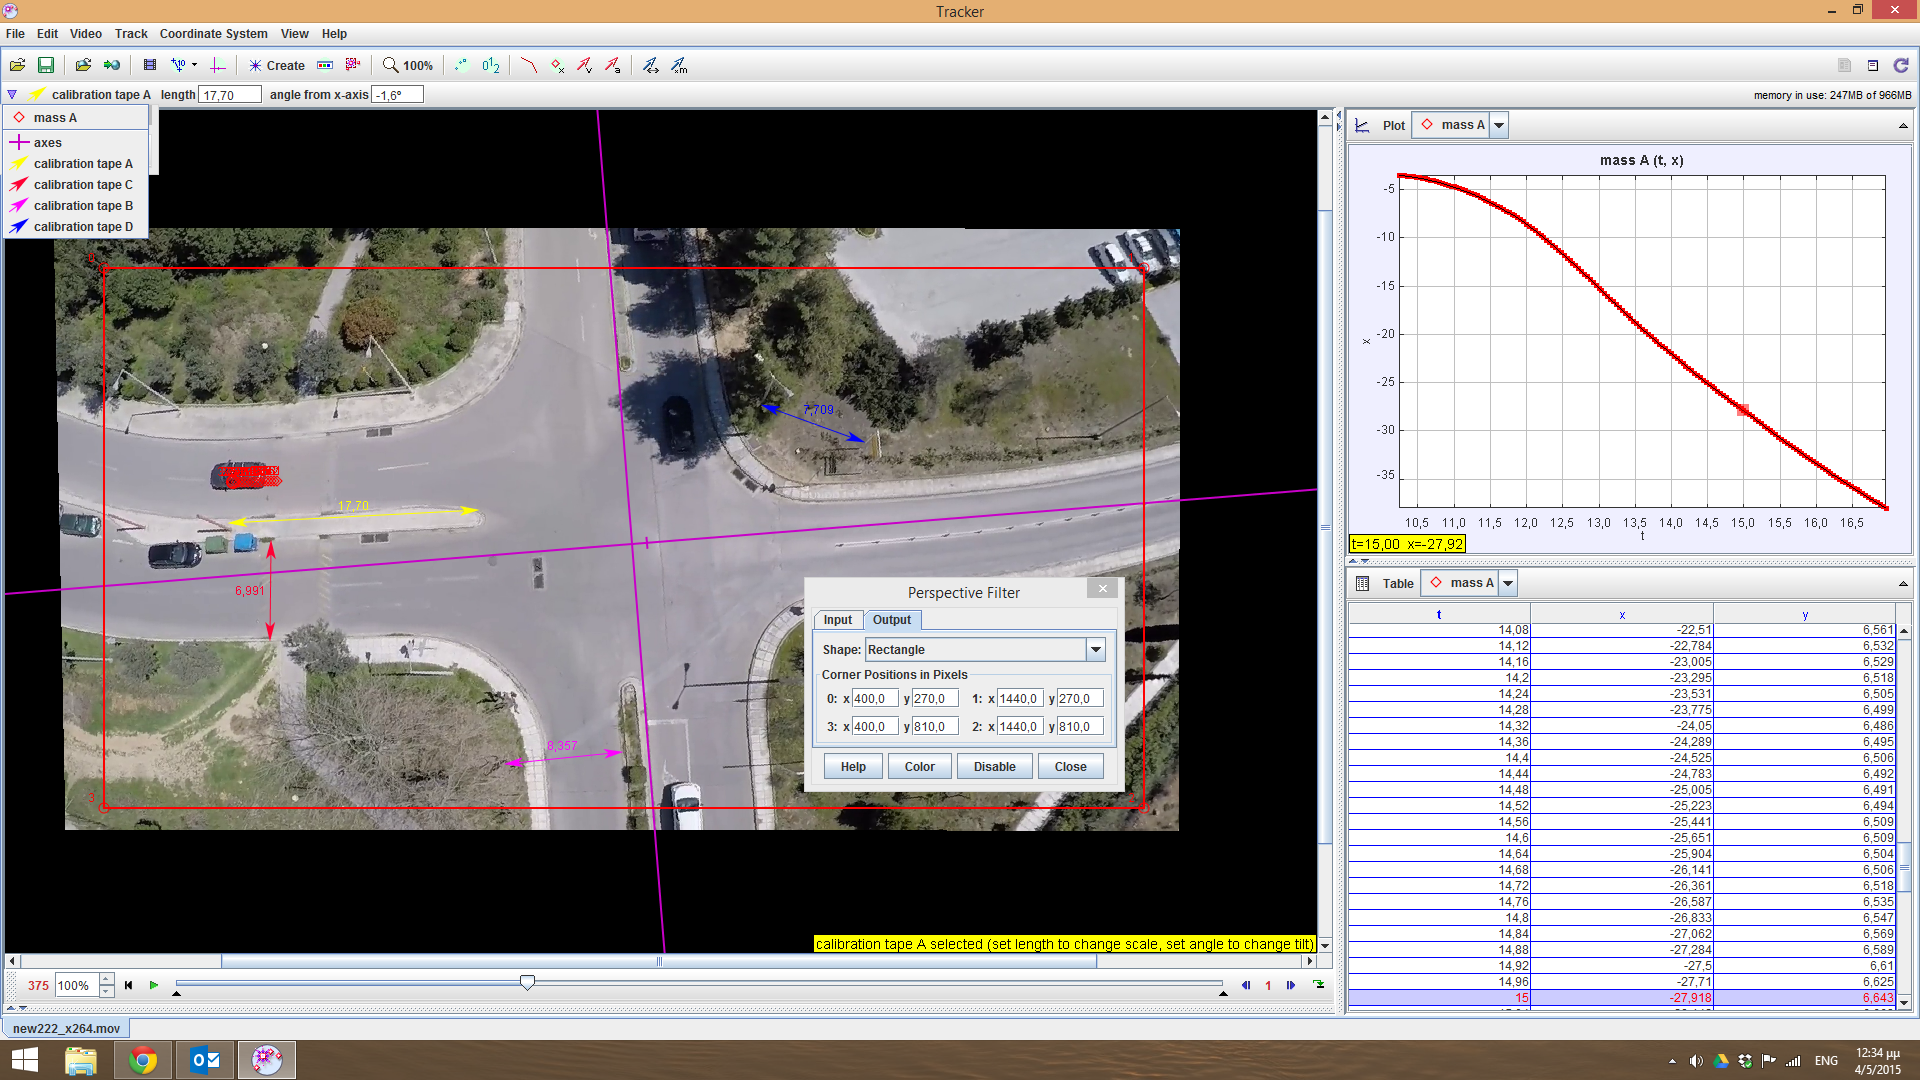 Tracker
File Edit Video Track Coordinate System View Help
Create 100%
calibration tape A length 17,70 angle from x-axis -1,6º
memory in use: 247MB of 966MB
mass A
axes
calibration tape A
calibration tape C
calibration tape B
calibration tape D
7,709
17,70
6,991
8,357
3
Perspective Filter
Input Output
Shape: Rectangle
Corner Positions in Pixels
0: x 400,0 y 270,0 1: x 1440,0 y 270,0
3: x 400,0 y 810,0 2: x 1440,0 y 810,0
Help Color Disable Close
calibration tape A selected (set length to change scale, set angle to change tilt)
375 100% 1
new222_x264.mov
Plot mass A
mass A (t, x)
-5
-10
-15
-20
-25
-30
-35
x
10,5 11,0 11,5 12,0 12,5 13,0 13,5 14,0 14,5 15,0 15,5 16,0 16,5
t
t=15,00 x=-27,92
Table mass A
t x y
14,08 -22,51 6,561
14,12 -22,784 6,532
14,16 -23,005 6,529
14,2 -23,295 6,518
14,24 -23,531 6,505
14,28 -23,775 6,499
14,32 -24,05 6,486
14,36 -24,289 6,495
14,4 -24,525 6,506
14,44 -24,783 6,492
14,48 -25,005 6,491
14,52 -25,223 6,494
14,56 -25,441 6,509
14,6 -25,651 6,509
14,64 -25,904 6,504
14,68 -26,141 6,506
14,72 -26,361 6,518
14,76 -26,587 6,535
14,8 -26,833 6,547
14,84 -27,062 6,569
14,88 -27,284 6,589
14,92 -27,5 6,61
14,96 -27,71 6,625
15 -27,918 6,643
ENG
12:34 μμ
4/5/2015